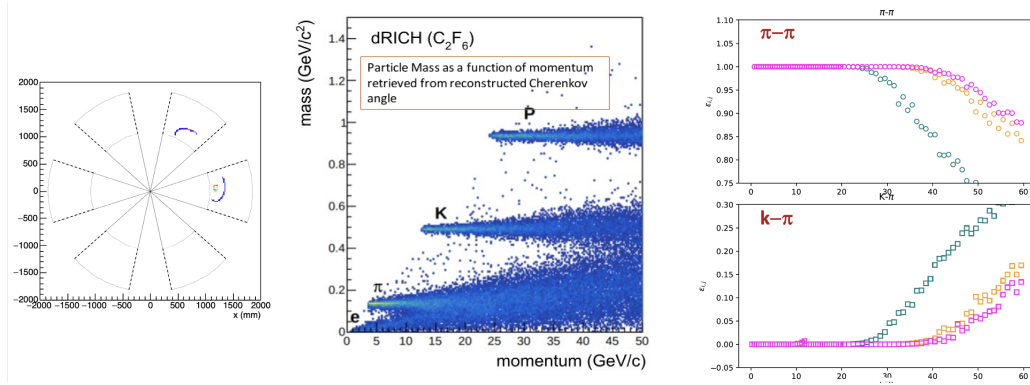 2000
1500
1000
500
0
−500
−1000
−1500
−2000
−2000 −1500 −1000 −500 0 500 1000 1500 2000
x (mm)
mass (GeV/c²)
1.4
1.2
1
0.8
0.6
0.4
0.2
0
dRICH (C₂F₆)
Particle Mass as a function of momentum
retrieved from reconstructed Cherenkov
angle
P
K
π
e
0 5 10 15 20 25 30 35 40 45 50
momentum (GeV/c)
π-π
π−π
1.10
1.05
1.00
0.95
0.90
0.85
0.80
0.75
εᵢ,ⱼ
0 10 20 30 40 50 60
K-π
k−π
0.30
0.25
0.20
0.15
0.10
0.05
0.00
εᵢ,ⱼ
0 10 20 30 40 50 60